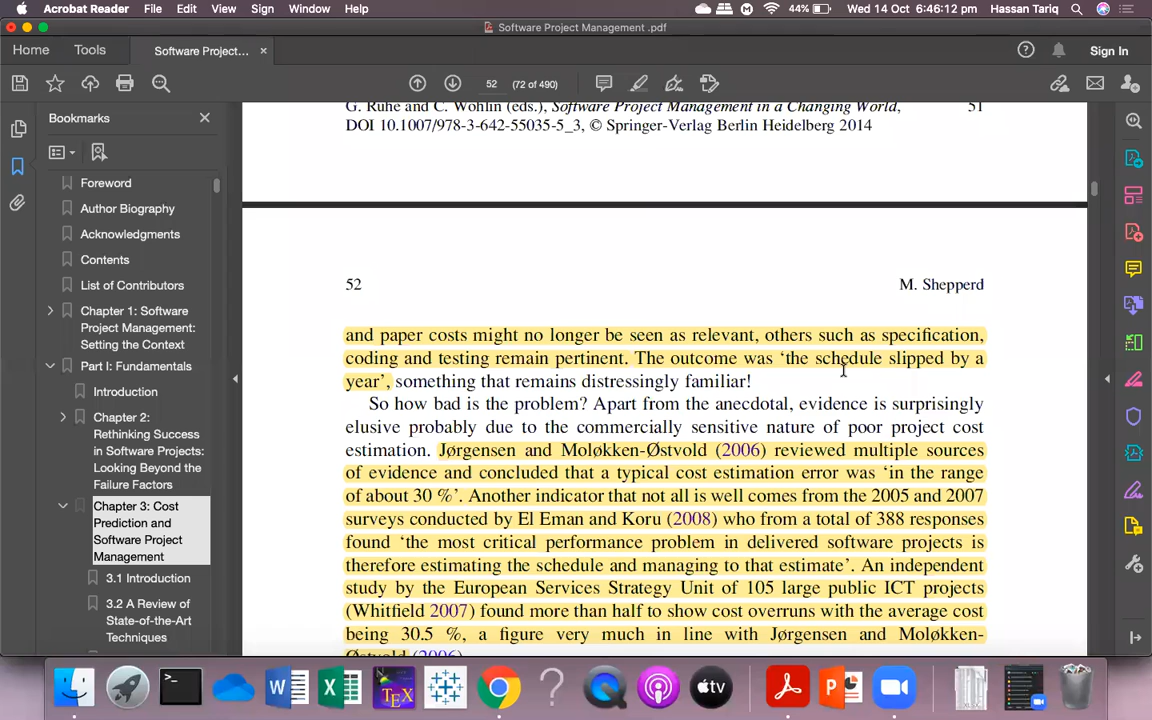 Acrobat Reader File Edit View Sign Window Help 44% Wed 14 Oct 6:46:12 pm Hassan Tariq
Software Project Management .pdf
Home Tools Software Project... × Sign In
52 (72 of 490)
Bookmarks
Foreword
Author Biography
Acknowledgments
Contents
List of Contributors
Chapter 1: Software
Project Management:
Setting the Context
Part I: Fundamentals
Introduction
Chapter 2:
Rethinking Success
in Software Projects:
Looking Beyond the
Failure Factors
Chapter 3: Cost
Prediction and
Software Project
Management
3.1 Introduction
3.2 A Review of
State-of-the-Art
Techniques
G. Ruhe and C. Wohlin (eds.), Software Project Management in a Changing World, 51
DOI 10.1007/978-3-642-55035-5_3, © Springer-Verlag Berlin Heidelberg 2014
52 M. Shepperd
and paper costs might no longer be seen as relevant, others such as specification,
coding and testing remain pertinent. The outcome was ‘the schedule slipped by a
year’, something that remains distressingly familiar!
So how bad is the problem? Apart from the anecdotal, evidence is surprisingly
elusive probably due to the commercially sensitive nature of poor project cost
estimation. Jørgensen and Moløkken-Østvold (2006) reviewed multiple sources
of evidence and concluded that a typical cost estimation error was ‘in the range
of about 30 %’. Another indicator that not all is well comes from the 2005 and 2007
surveys conducted by El Eman and Koru (2008) who from a total of 388 responses
found ‘the most critical performance problem in delivered software projects is
therefore estimating the schedule and managing to that estimate’. An independent
study by the European Services Strategy Unit of 105 large public ICT projects
(Whitfield 2007) found more than half to show cost overruns with the average cost
being 30.5 %, a figure very much in line with Jørgensen and Moløkken-
Østvold (2006).
W X TEX tv P